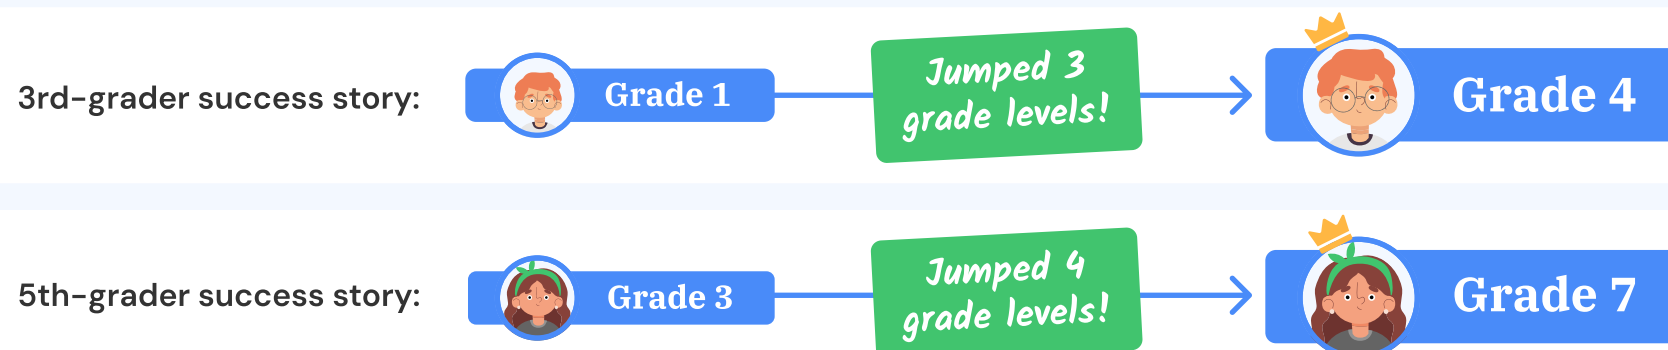 3rd-grader success story:
Grade 1
Jumped 3
grade levels!
Grade 4
5th-grader success story:
Grade 3
Jumped 4
grade levels!
Grade 7